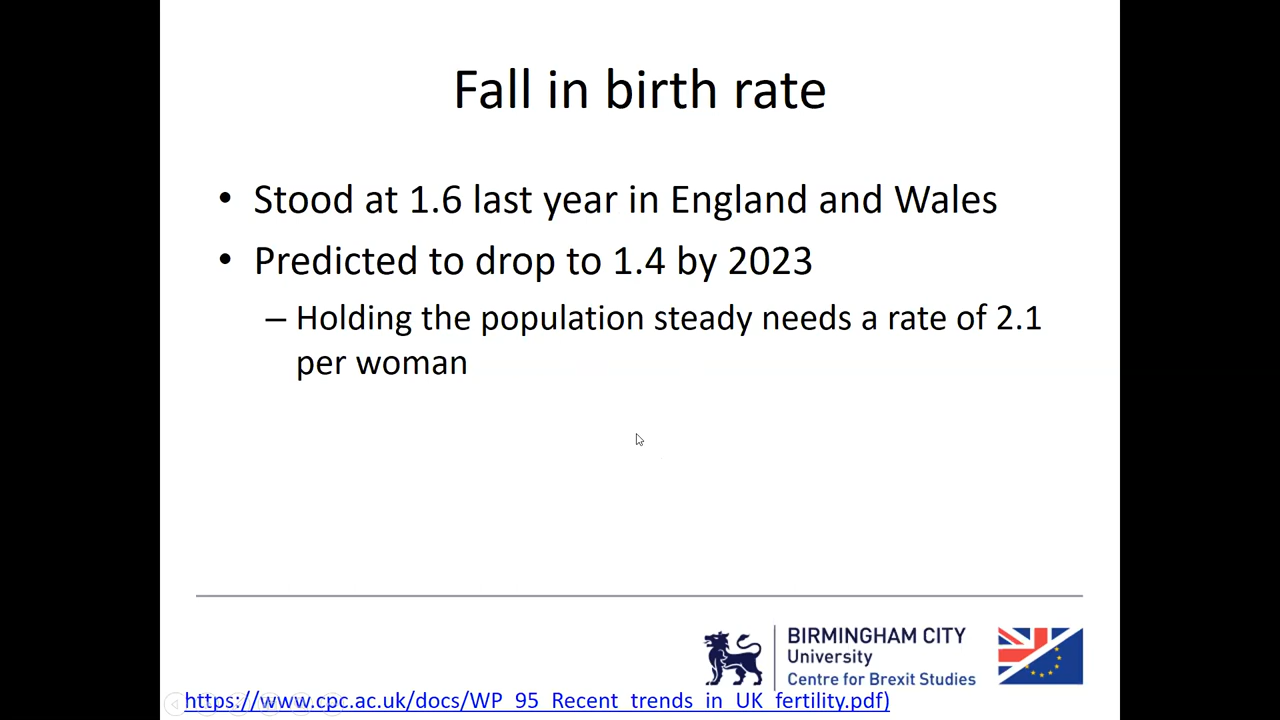 Fall in birth rate
• Stood at 1.6 last year in England and Wales
• Predicted to drop to 1.4 by 2023
– Holding the population steady needs a rate of 2.1
per woman
BIRMINGHAM CITY
University
Centre for Brexit Studies
https://www.cpc.ac.uk/docs/WP_95_Recent_trends_in_UK_fertility.pdf)